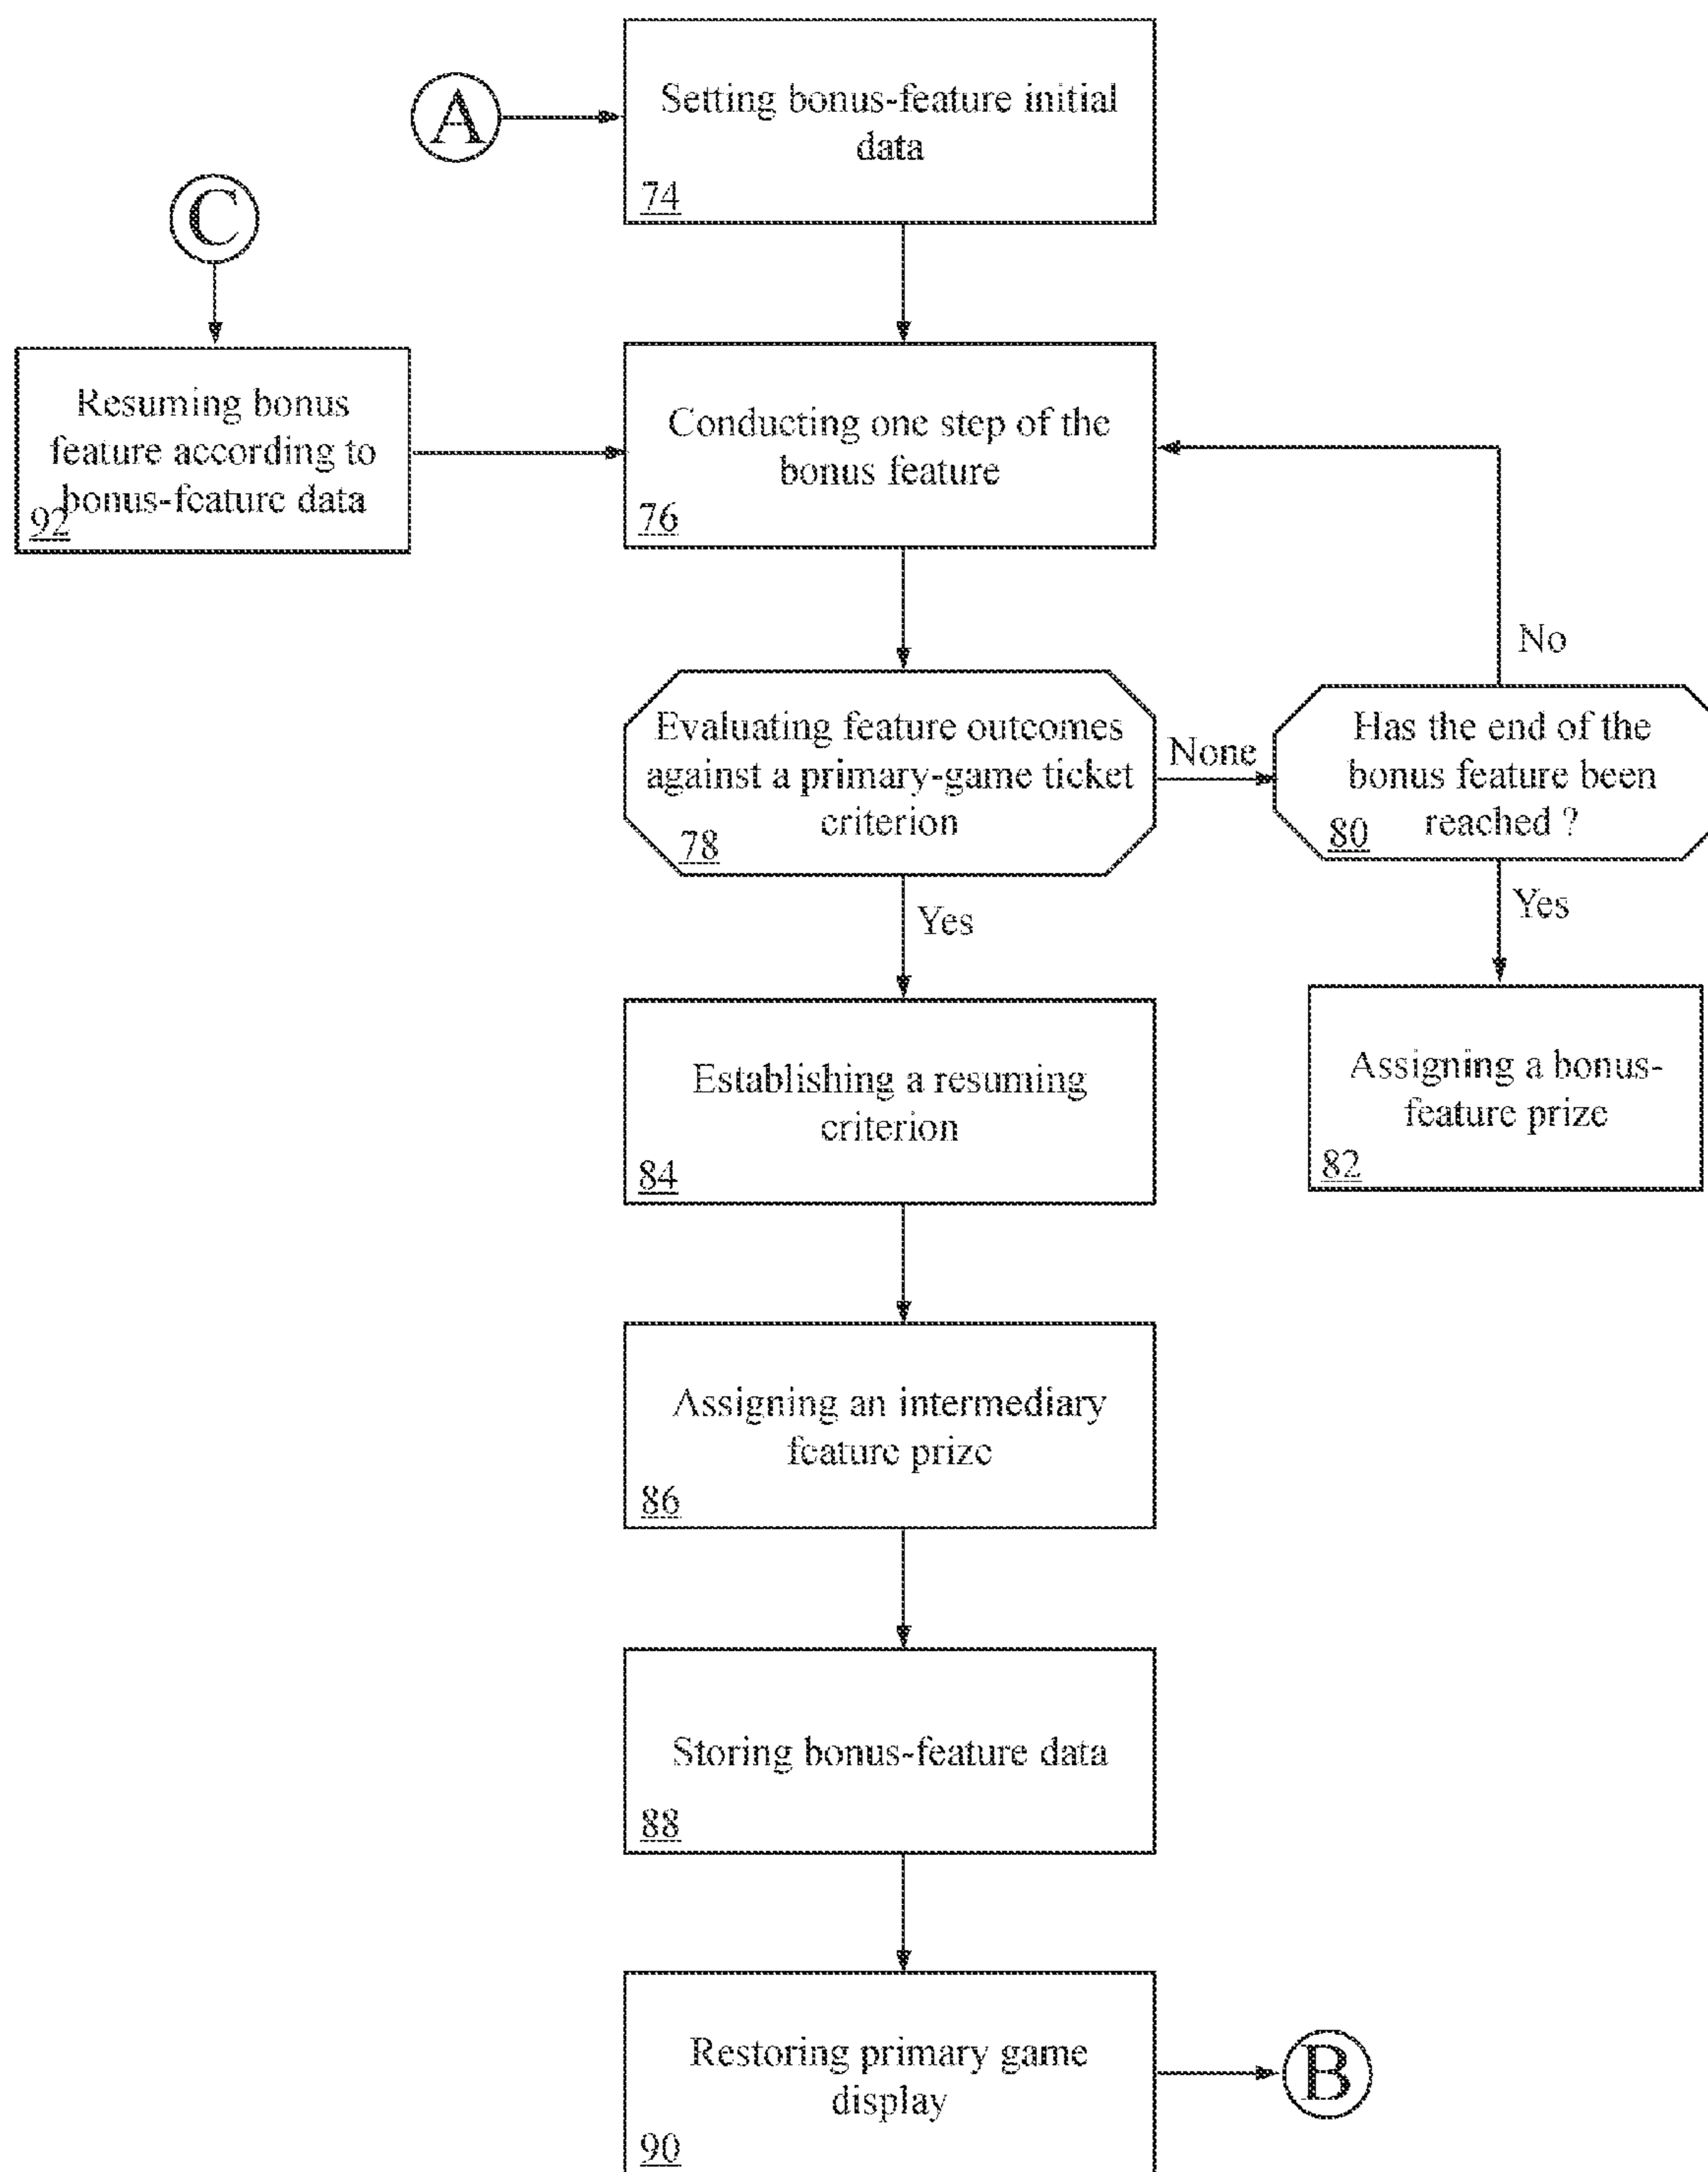 A
Setting bonus-feature initial
data
74
C
Resuming bonus
feature according to
bonus-feature data
92
Conducting one step of the
bonus feature
76
No
Evaluating feature outcomes
against a primary-game ticket
criterion
78
None
Has the end of the
bonus feature been
reached ?
80
Yes
Yes
Establishing a resuming
criterion
84
Assigning a bonus-
feature prize
82
Assigning an intermediary
feature prize
86
Storing bonus-feature data
88
Restoring primary game
display
90
B